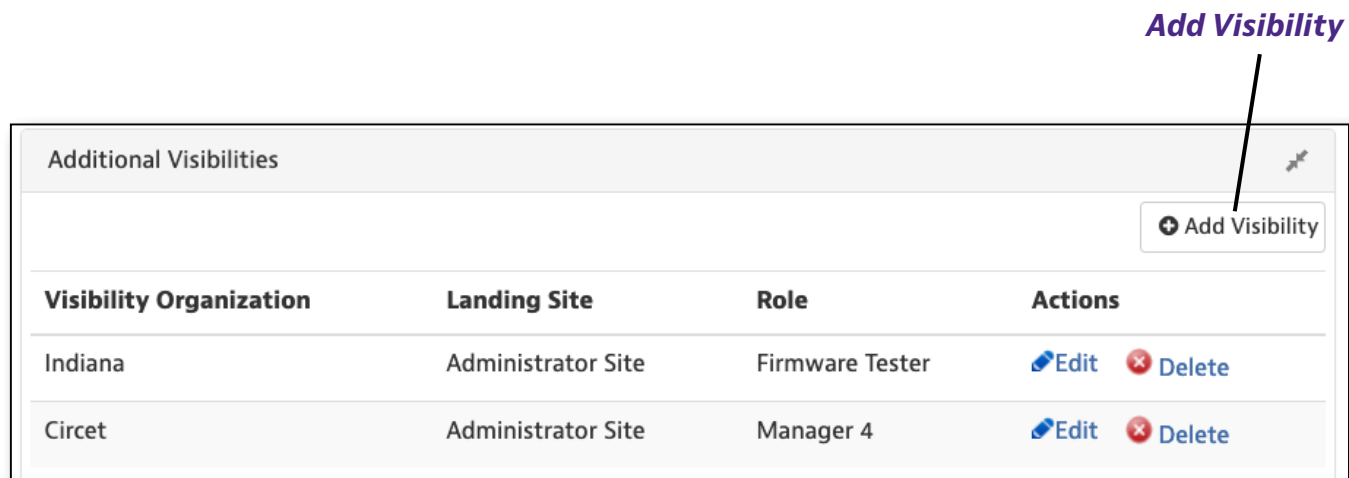 Add Visibility
Additional Visibilities
Add Visibility
Visibility Organization Landing Site Role Actions
Indiana Administrator Site Firmware Tester Edit Delete
Circet Administrator Site Manager 4 Edit Delete